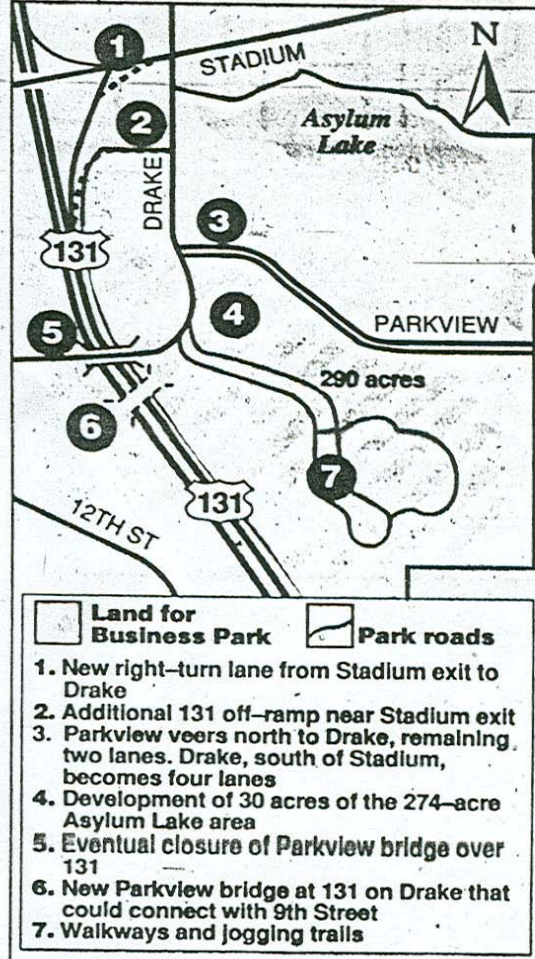 N
1
STADIUM
Asylum
Lake
2
DRAKE
3
131
4
PARKVIEW
5
290 acres
6
7
131
12TH ST
Land for
Business Park
Park roads
1. New right–turn lane from Stadium exit to
Drake
2. Additional 131 off–ramp near Stadium exit
3. Parkview veers north to Drake, remaining
two lanes. Drake, south of Stadium,
becomes four lanes
4. Development of 30 acres of the 274–acre
Asylum Lake area
5. Eventual closure of Parkview bridge over
131
6. New Parkview bridge at 131 on Drake that
could connect with 9th Street
7. Walkways and jogging trails